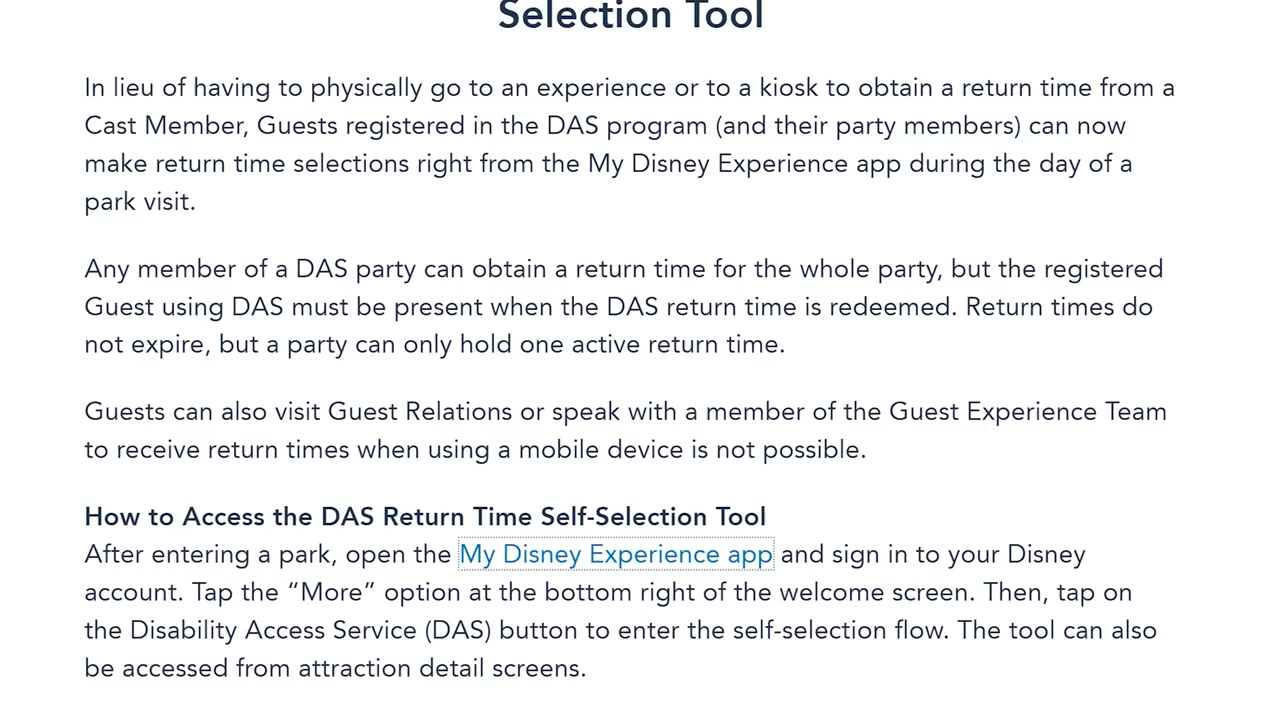 Selection Tool
In lieu of having to physically go to an experience or to a kiosk to obtain a return time from a
Cast Member, Guests registered in the DAS program (and their party members) can now
make return time selections right from the My Disney Experience app during the day of a
park visit.
Any member of a DAS party can obtain a return time for the whole party, but the registered
Guest using DAS must be present when the DAS return time is redeemed. Return times do
not expire, but a party can only hold one active return time.
Guests can also visit Guest Relations or speak with a member of the Guest Experience Team
to receive return times when using a mobile device is not possible.
How to Access the DAS Return Time Self-Selection Tool
After entering a park, open the My Disney Experience app and sign in to your Disney
account. Tap the “More” option at the bottom right of the welcome screen. Then, tap on
the Disability Access Service (DAS) button to enter the self-selection flow. The tool can also
be accessed from attraction detail screens.